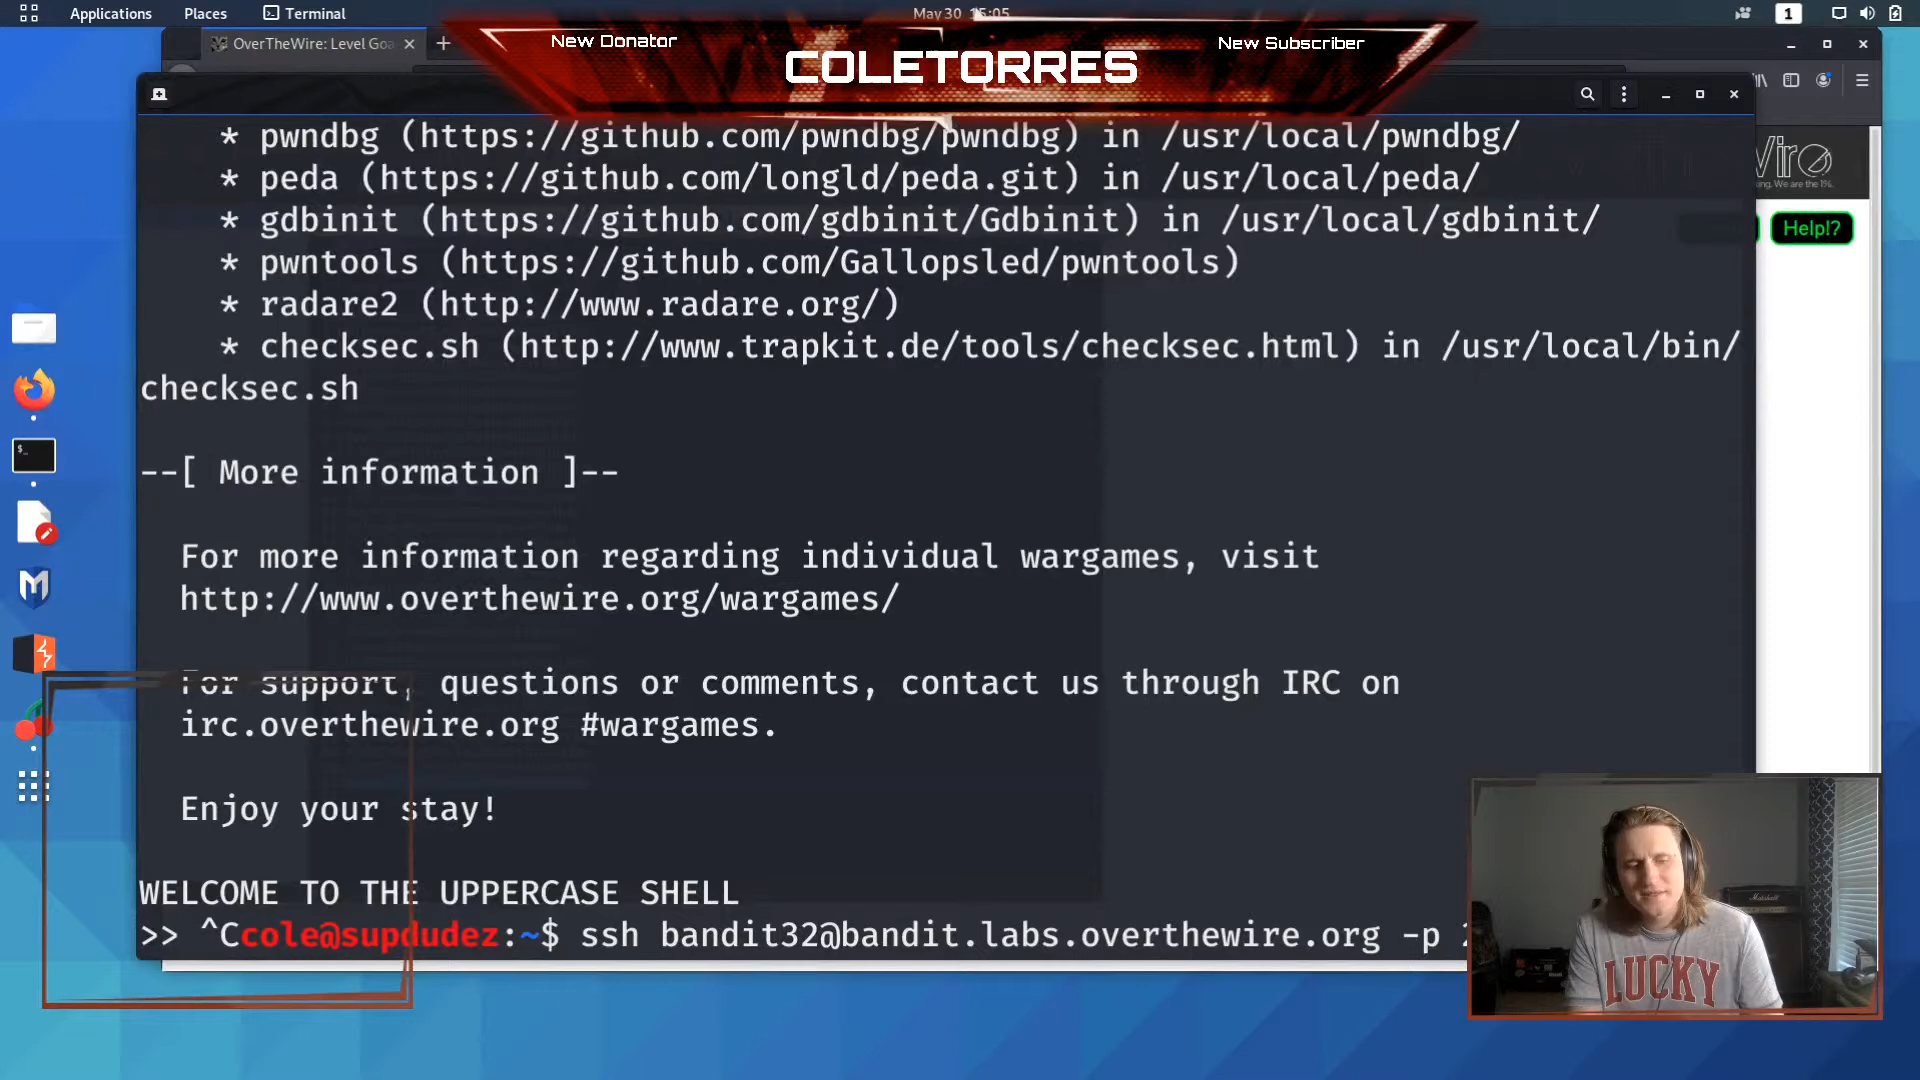 Applications Places Terminal May 30 15:05 1
OverTheWire: Level Goa
New Donator COLETORRES New Subscriber
* pwndbg (https://github.com/pwndbg/pwndbg) in /usr/local/pwndbg/
* peda (https://github.com/longld/peda.git) in /usr/local/peda/
* gdbinit (https://github.com/gdbinit/Gdbinit) in /usr/local/gdbinit/
* pwntools (https://github.com/Gallopsled/pwntools)
* radare2 (http://www.radare.org/)
* checksec.sh (http://www.trapkit.de/tools/checksec.html) in /usr/local/bin/
checksec.sh
Help!?
--[ More information ]--
For more information regarding individual wargames, visit
http://www.overthewire.org/wargames/
For support, questions or comments, contact us through IRC on
irc.overthewire.org #wargames.
Enjoy your stay!
WELCOME TO THE UPPERCASE SHELL
>> ^Ccole@supdudez:~$ ssh bandit32@bandit.labs.overthewire.org -p 2
LUCKY